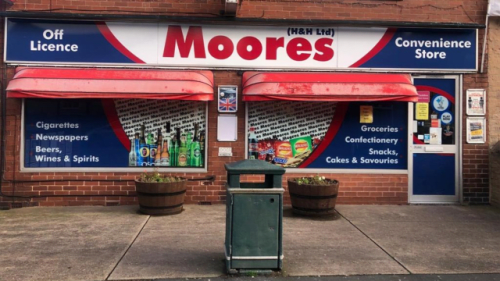 Off
Licence
Moores
(H&H Ltd)
Convenience
Store
Cigarettes
Newspapers
Beers,
Wines & Spirits
Groceries
Confectionery
Snacks,
Cakes & Savouries